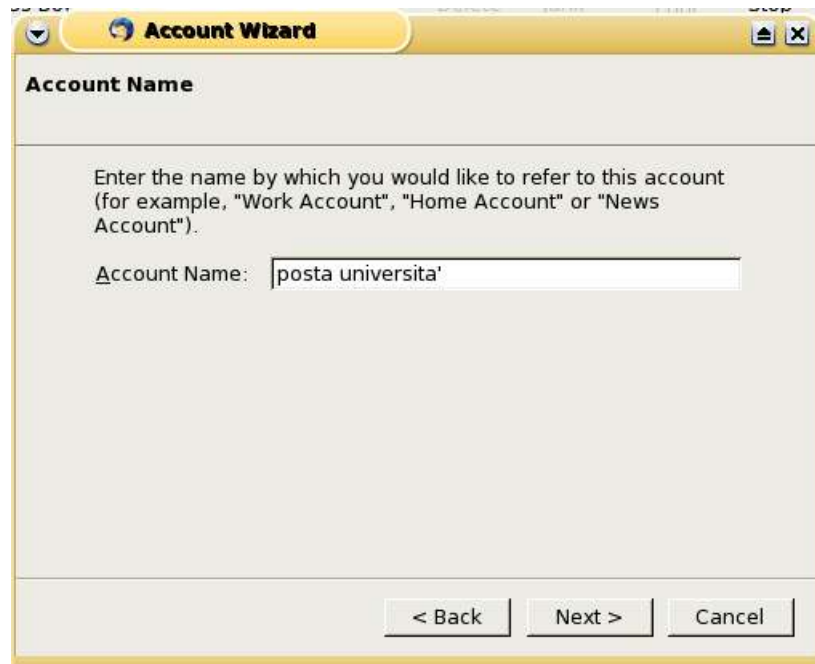 Account Wizard
Account Name
Enter the name by which you would like to refer to this account
(for example, "Work Account", "Home Account" or "News
Account").
Account Name: posta universita'
< Back Next > Cancel